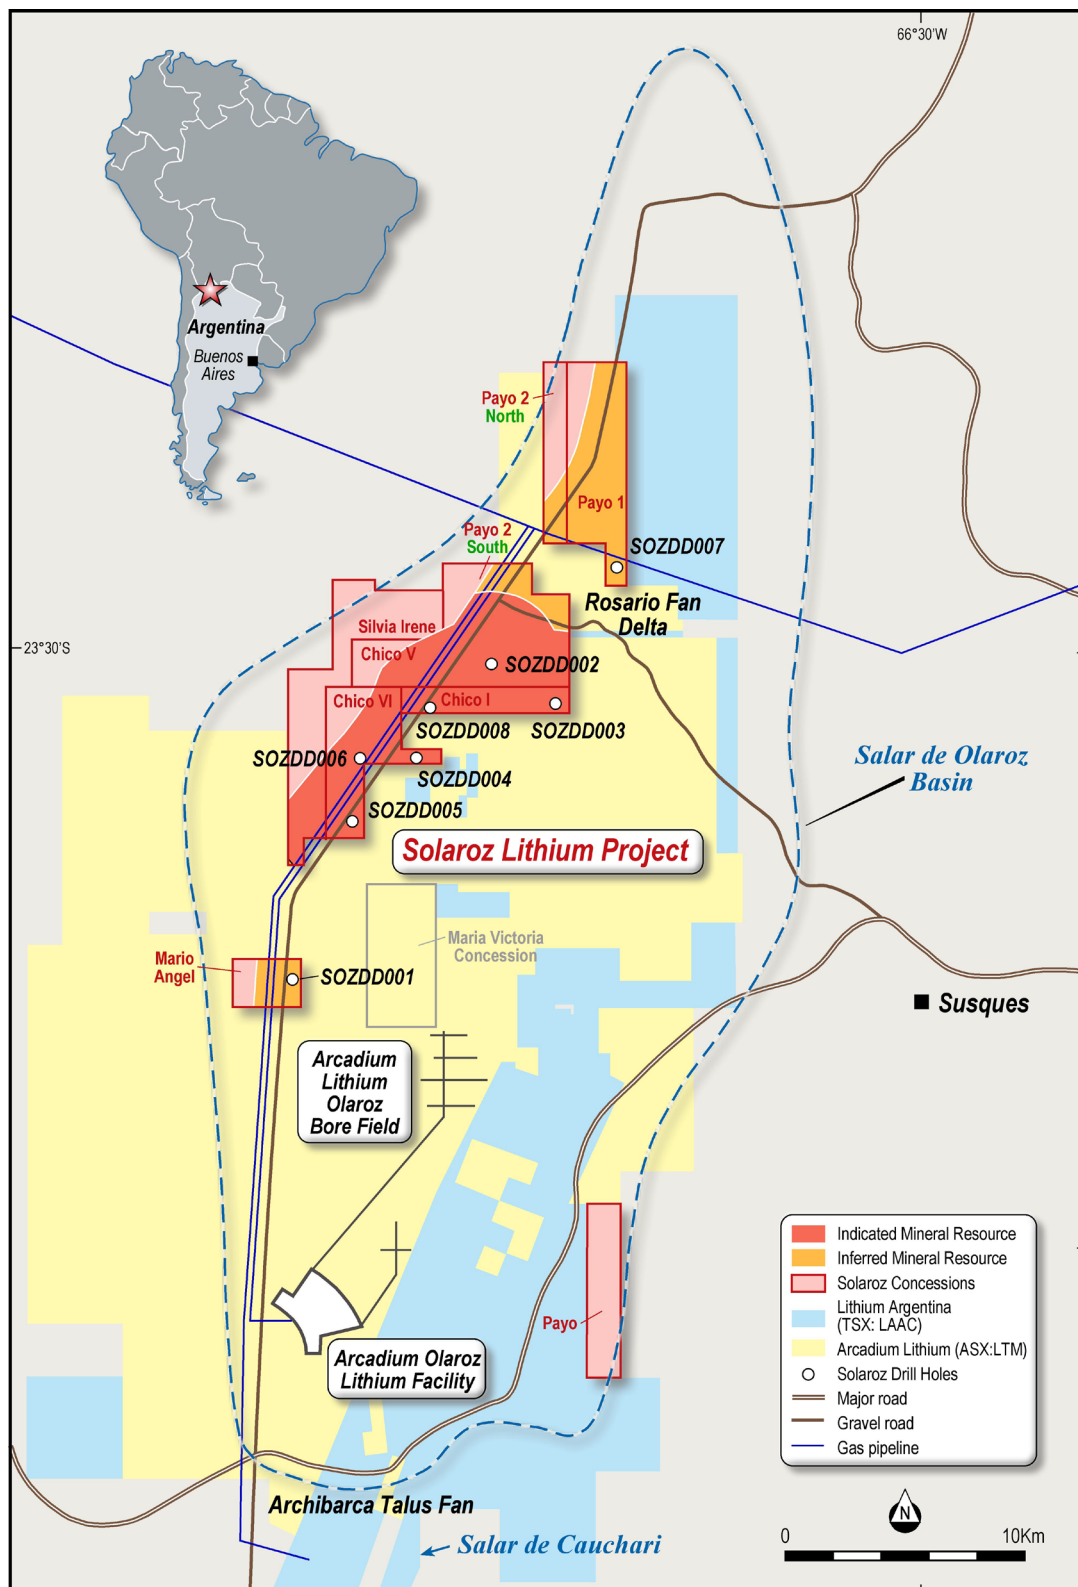 66°30'W
Argentina
Buenos
Aires
Payo 2
North
Payo 1
Payo 2
South
SOZDD007
Rosario Fan
Delta
Silvia Irene
23°30'S
Chico V
SOZDD002
Chico VI
Chico I
SOZDD008
SOZDD003
SOZDD006
SOZDD004
SOZDD005
Salar de Olaroz
Basin
Solaroz Lithium Project
Maria Victoria
Concession
Mario
Angel
SOZDD001
Susques
Arcadium
Lithium
Olaroz
Bore Field
Payo
Arcadium Olaroz
Lithium Facility
Archibarca Talus Fan
Salar de Cauchari
Indicated Mineral Resource
Inferred Mineral Resource
Solaroz Concessions
Lithium Argentina
(TSX: LAAC)
Arcadium Lithium (ASX:LTM)
Solaroz Drill Holes
Major road
Gravel road
Gas pipeline
N
0 10Km